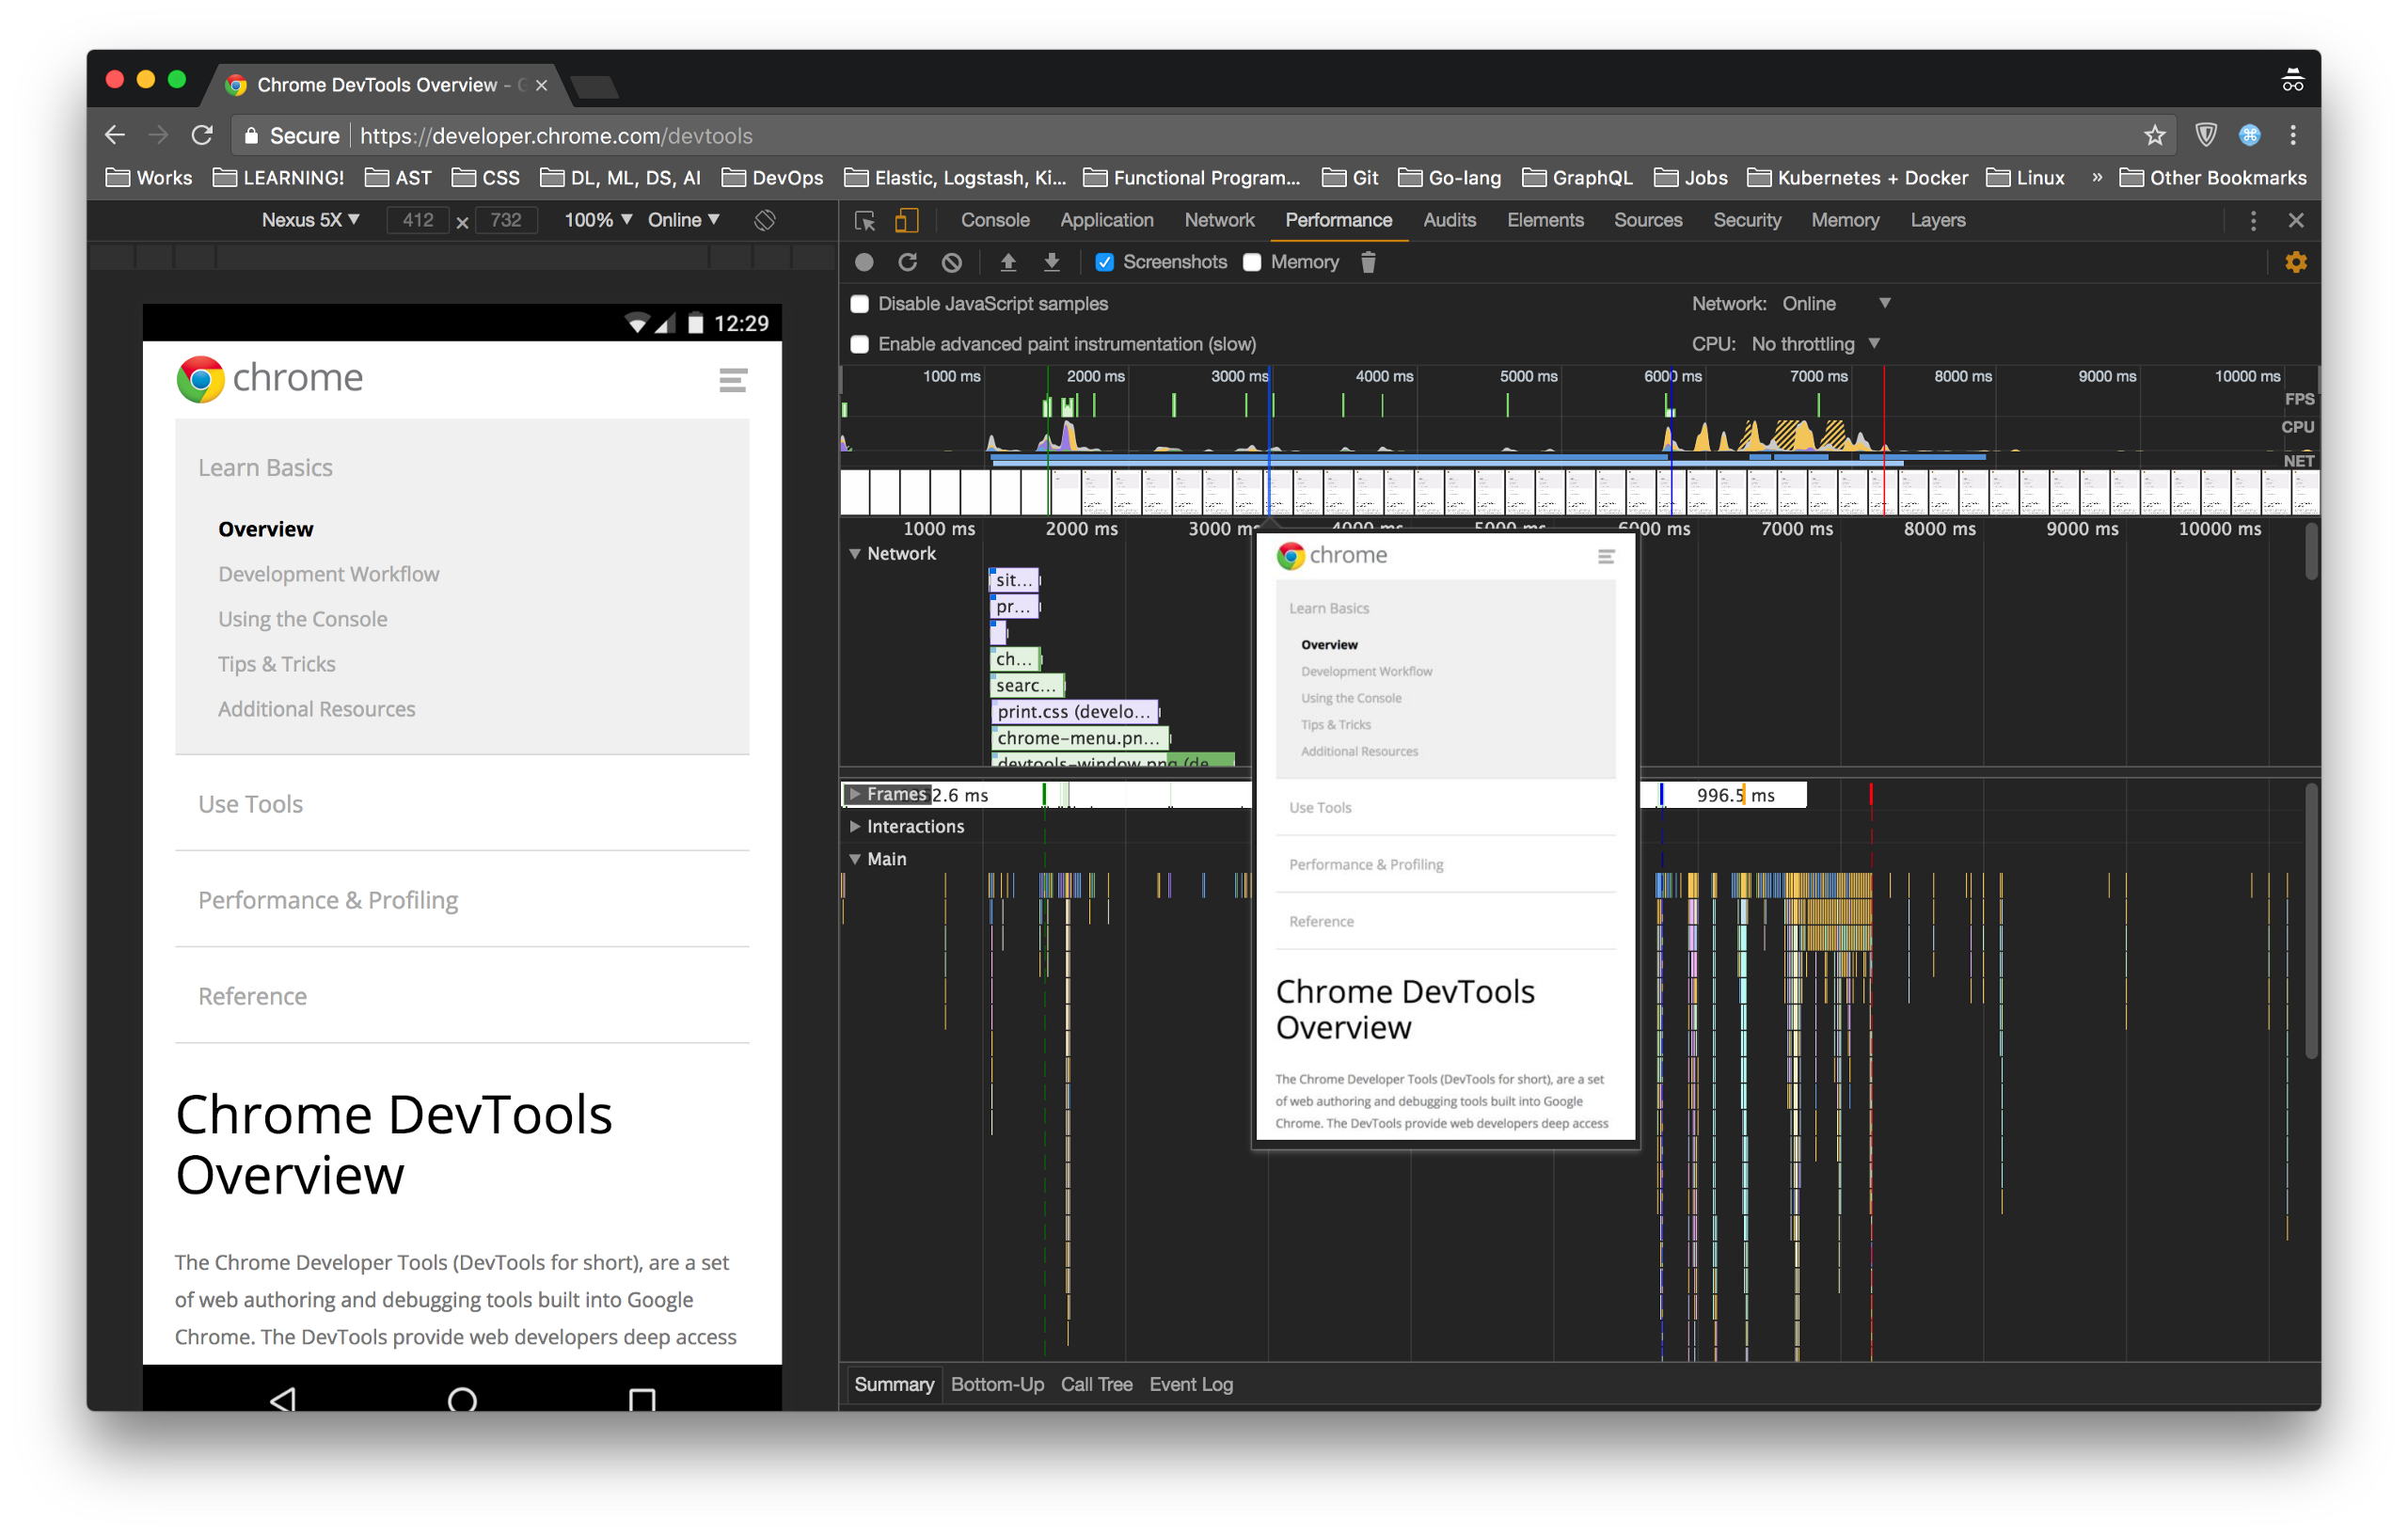 Chrome DevTools Overview - G
Secure https://developer.chrome.com/devtools
Works LEARNING! AST CSS DL, ML, DS, AI DevOps Elastic, Logstash, Ki... Functional Program... Git Go-lang GraphQL Jobs Kubernetes + Docker Linux » Other Bookmarks
Nexus 5X 412 x 732 100% Online
12:29
chrome
Learn Basics
Overview
Development Workflow
Using the Console
Tips & Tricks
Additional Resources
Use Tools
Performance & Profiling
Reference
Chrome DevTools
Overview
The Chrome Developer Tools (DevTools for short), are a set
of web authoring and debugging tools built into Google
Chrome. The DevTools provide web developers deep access
Console Application Network Performance Audits Elements Sources Security Memory Layers
Screenshots Memory
Disable JavaScript samples Network: Online
Enable advanced paint instrumentation (slow) CPU: No throttling
1000 ms 2000 ms 3000 ms 4000 ms 5000 ms 6000 ms 7000 ms 8000 ms 9000 ms 10000 ms
FPS
CPU
NET
1000 ms 2000 ms 3000 m 4000 ms 5000 ms 6000 ms 7000 ms 8000 ms 9000 ms 10000 ms
Network
sit...
pr...
ch...
searc...
print.css (develo...
chrome-menu.pn...
devtools-window.png (de...
Frames 2.6 ms 996.5 ms
Interactions
Main
chrome
Learn Basics
Overview
Development Workflow
Using the Console
Tips & Tricks
Additional Resources
Use Tools
Performance & Profiling
Reference
Chrome DevTools
Overview
The Chrome Developer Tools (DevTools for short), are a set
of web authoring and debugging tools built into Google
Chrome. The DevTools provide web developers deep access
Summary Bottom-Up Call Tree Event Log